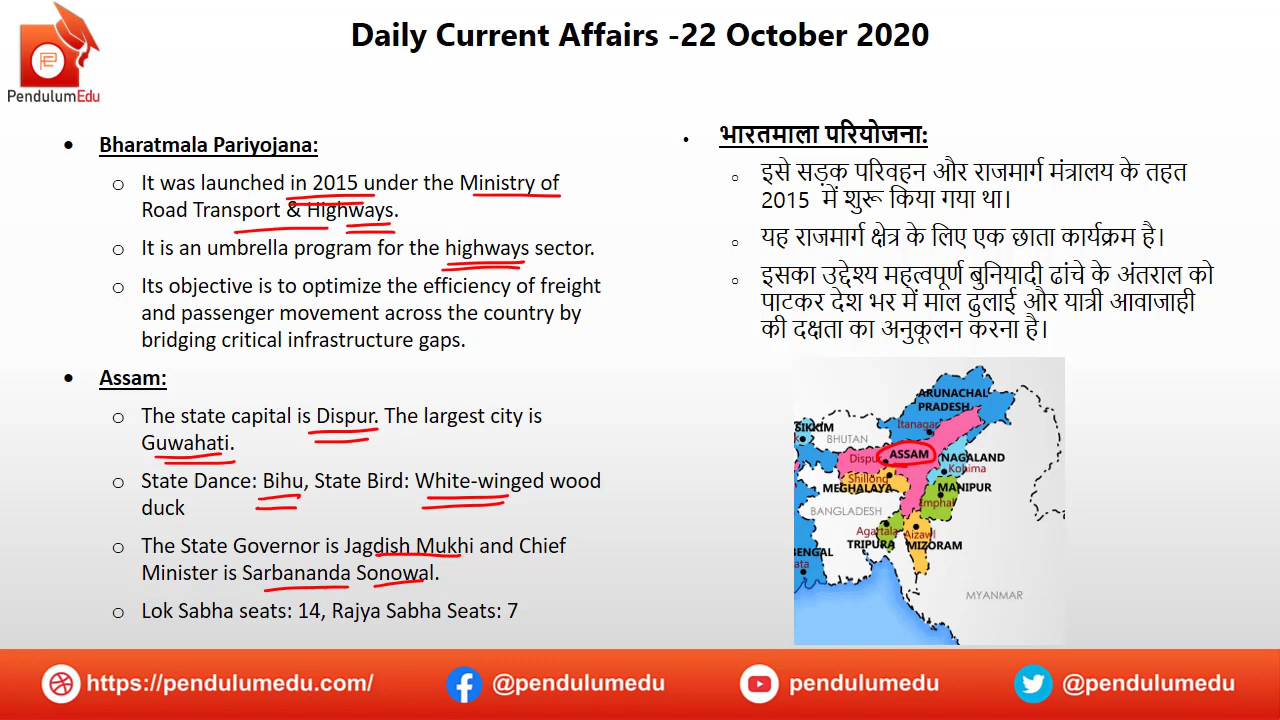 Daily Current Affairs -22 October 2020
PendulumEdu
• Bharatmala Pariyojana:
o It was launched in 2015 under the Ministry of
Road Transport & Highways.
o It is an umbrella program for the highways sector.
o Its objective is to optimize the efficiency of freight
and passenger movement across the country by
bridging critical infrastructure gaps.
• Assam:
o The state capital is Dispur. The largest city is
Guwahati.
o State Dance: Bihu, State Bird: White-winged wood
duck
o The State Governor is Jagdish Mukhi and Chief
Minister is Sarbananda Sonowal.
o Lok Sabha seats: 14, Rajya Sabha Seats: 7
• भारतमाला परियोजना:
o इसे सड़क परिवहन और राजमार्ग मंत्रालय के तहत
2015 में शुरू किया गया था।
o यह राजमार्ग क्षेत्र के लिए एक छाता कार्यक्रम है।
o इसका उद्देश्य महत्वपूर्ण बुनियादी ढांचे के अंतराल को
पाटकर देश भर में माल ढुलाई और यात्री आवाजाही
की दक्षता का अनुकूलन करना है।
ARUNACHAL
PRADESH
Itanagar
SIKKIM
BHUTAN
ASSAM
Dispur
NAGALAND
Kohima
Shillong
MEGHALAYA
MANIPUR
Imphal
BANGLADESH
Agartala
Aizawl
TRIPURA
MIZORAM
BENGAL
ata
MYANMAR
https://pendulumedu.com/
@pendulumedu
pendulumedu
@pendulumedu